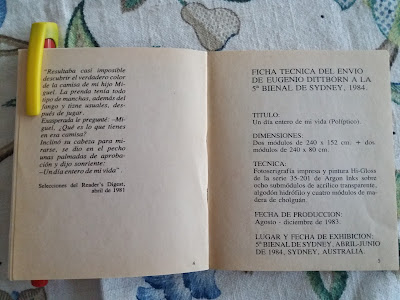 “Resultaba casi imposible
descubrir el verdadero color
de la camisa de mi hijo Mi-
guel. La prenda tenía todo
tipo de manchas, además del
fango y tizne usuales, des-
pués de jugar.
Exasperada le pregunté: –Mi-
guel, ¿Qué es lo que tienes
en esa camisa?
Inclinó su cabeza para mi-
rarse, se dio en el pecho
unas palmadas de aproba-
ción y dijo sonriente:
–Un día entero de mi vida”.
Selecciones del Reader's Digest,
abril de 1981
4
FICHA TECNICA DEL ENVIO
DE EUGENIO DITTBORN A LA
5ª BIENAL DE SYDNEY, 1984.
TITULO:
Un día entero de mi vida (Políptico).
DIMENSIONES:
Dos módulos de 240 x 152 cm. + dos
módulos de 240 x 80 cm.
TECNICA:
Fotoserigrafía impresa y pintura Hi-Gloss
de la serie 35-201 de Argon Inks sobre
ocho submódulos de acrílico transparente,
algodón hidrófilo y cuatro módulos de ma-
dera de cholguán.
FECHA DE PRODUCCION:
Agosto - diciembre de 1983.
LUGAR Y FECHA DE EXHIBICION:
5ª BIENAL DE SYDNEY, ABRIL-JUNIO
DE 1984, SYDNEY, AUSTRALIA.
5